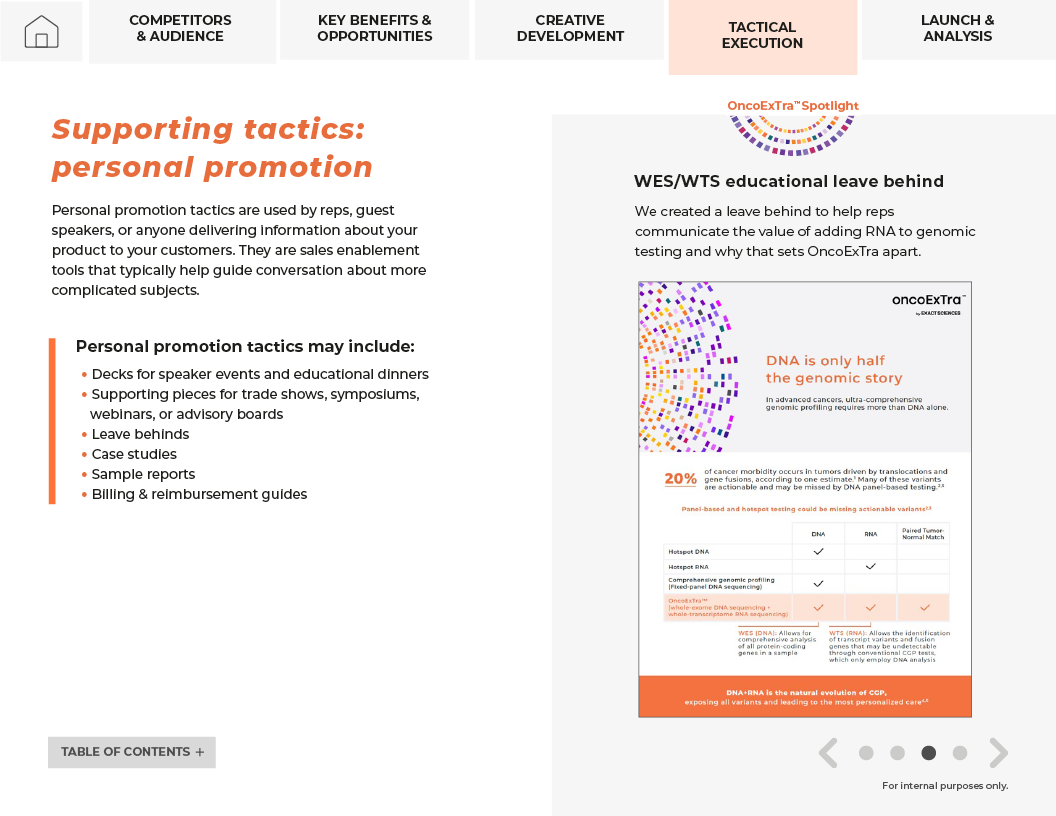 COMPETITORS
& AUDIENCE
KEY BENEFITS &
OPPORTUNITIES
CREATIVE
DEVELOPMENT
TACTICAL
EXECUTION
LAUNCH &
ANALYSIS
Supporting tactics:
personal promotion
Personal promotion tactics are used by reps, guest
speakers, or anyone delivering information about your
product to your customers. They are sales enablement
tools that typically help guide conversation about more
complicated subjects.
Personal promotion tactics may include:
• Decks for speaker events and educational dinners
• Supporting pieces for trade shows, symposiums,
webinars, or advisory boards
• Leave behinds
• Case studies
• Sample reports
• Billing & reimbursement guides
TABLE OF CONTENTS +
OncoExTra™ Spotlight
WES/WTS educational leave behind
We created a leave behind to help reps
communicate the value of adding RNA to genomic
testing and why that sets OncoExTra apart.
oncoExTra™
by EXACT SCIENCES
DNA is only half
the genomic story
In advanced cancers, ultra-comprehensive
genomic profiling requires more than DNA alone.
20%
of cancer morbidity occurs in tumors driven by translocations and
gene fusions, according to one estimate.¹ Many of these variants
are actionable and may be missed by DNA panel-based testing.²,³
Panel-based and hotspot testing could be missing actionable variants²,³
DNA RNA Paired Tumor-
Normal Match
Hotspot DNA ✓
Hotspot RNA ✓
Comprehensive genomic profiling
(Fixed-panel DNA sequencing) ✓
OncoExTra™
(whole-exome DNA sequencing +
whole-transcriptome RNA sequencing) ✓ ✓ ✓
WES (DNA): Allows for
comprehensive analysis
of all protein-coding
genes in a sample
WTS (RNA): Allows the identification
of transcript variants and fusion
genes that may be undetectable
through conventional CGP tests,
which only employ DNA analysis
DNA+RNA is the natural evolution of CGP,
exposing all variants and leading to the most personalized care
For internal purposes only.